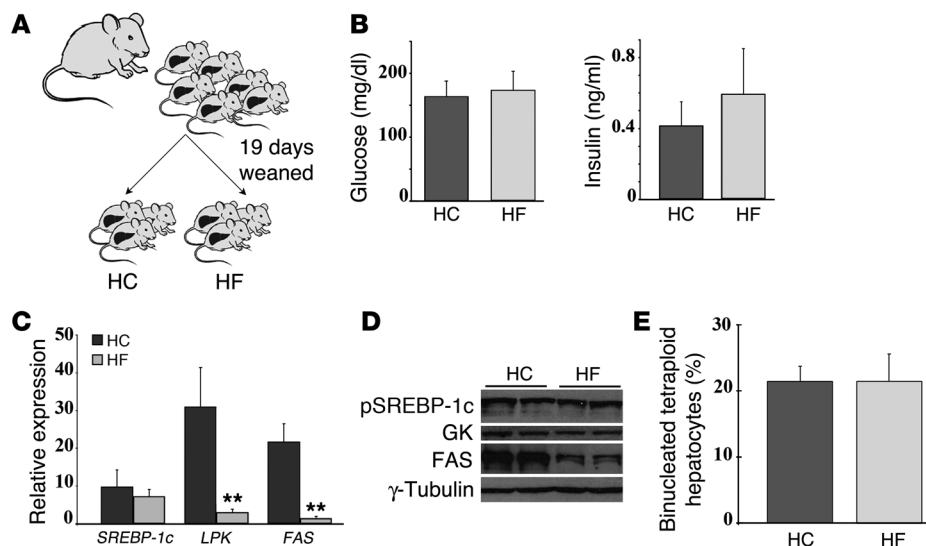 A
19 days
weaned
HC
HF
B
Glucose (mg/dl)
200
100
0
HC
HF
Insulin (ng/ml)
0.8
0.4
0
HC
HF
C
Relative expression
50
40
30
20
10
0
HC
HF
**
**
SREBP-1c
LPK
FAS
D
HC
HF
pSREBP-1c
GK
FAS
γ-Tubulin
E
Binucleated tetraploid
hepatocytes (%)
30
20
10
0
HC
HF